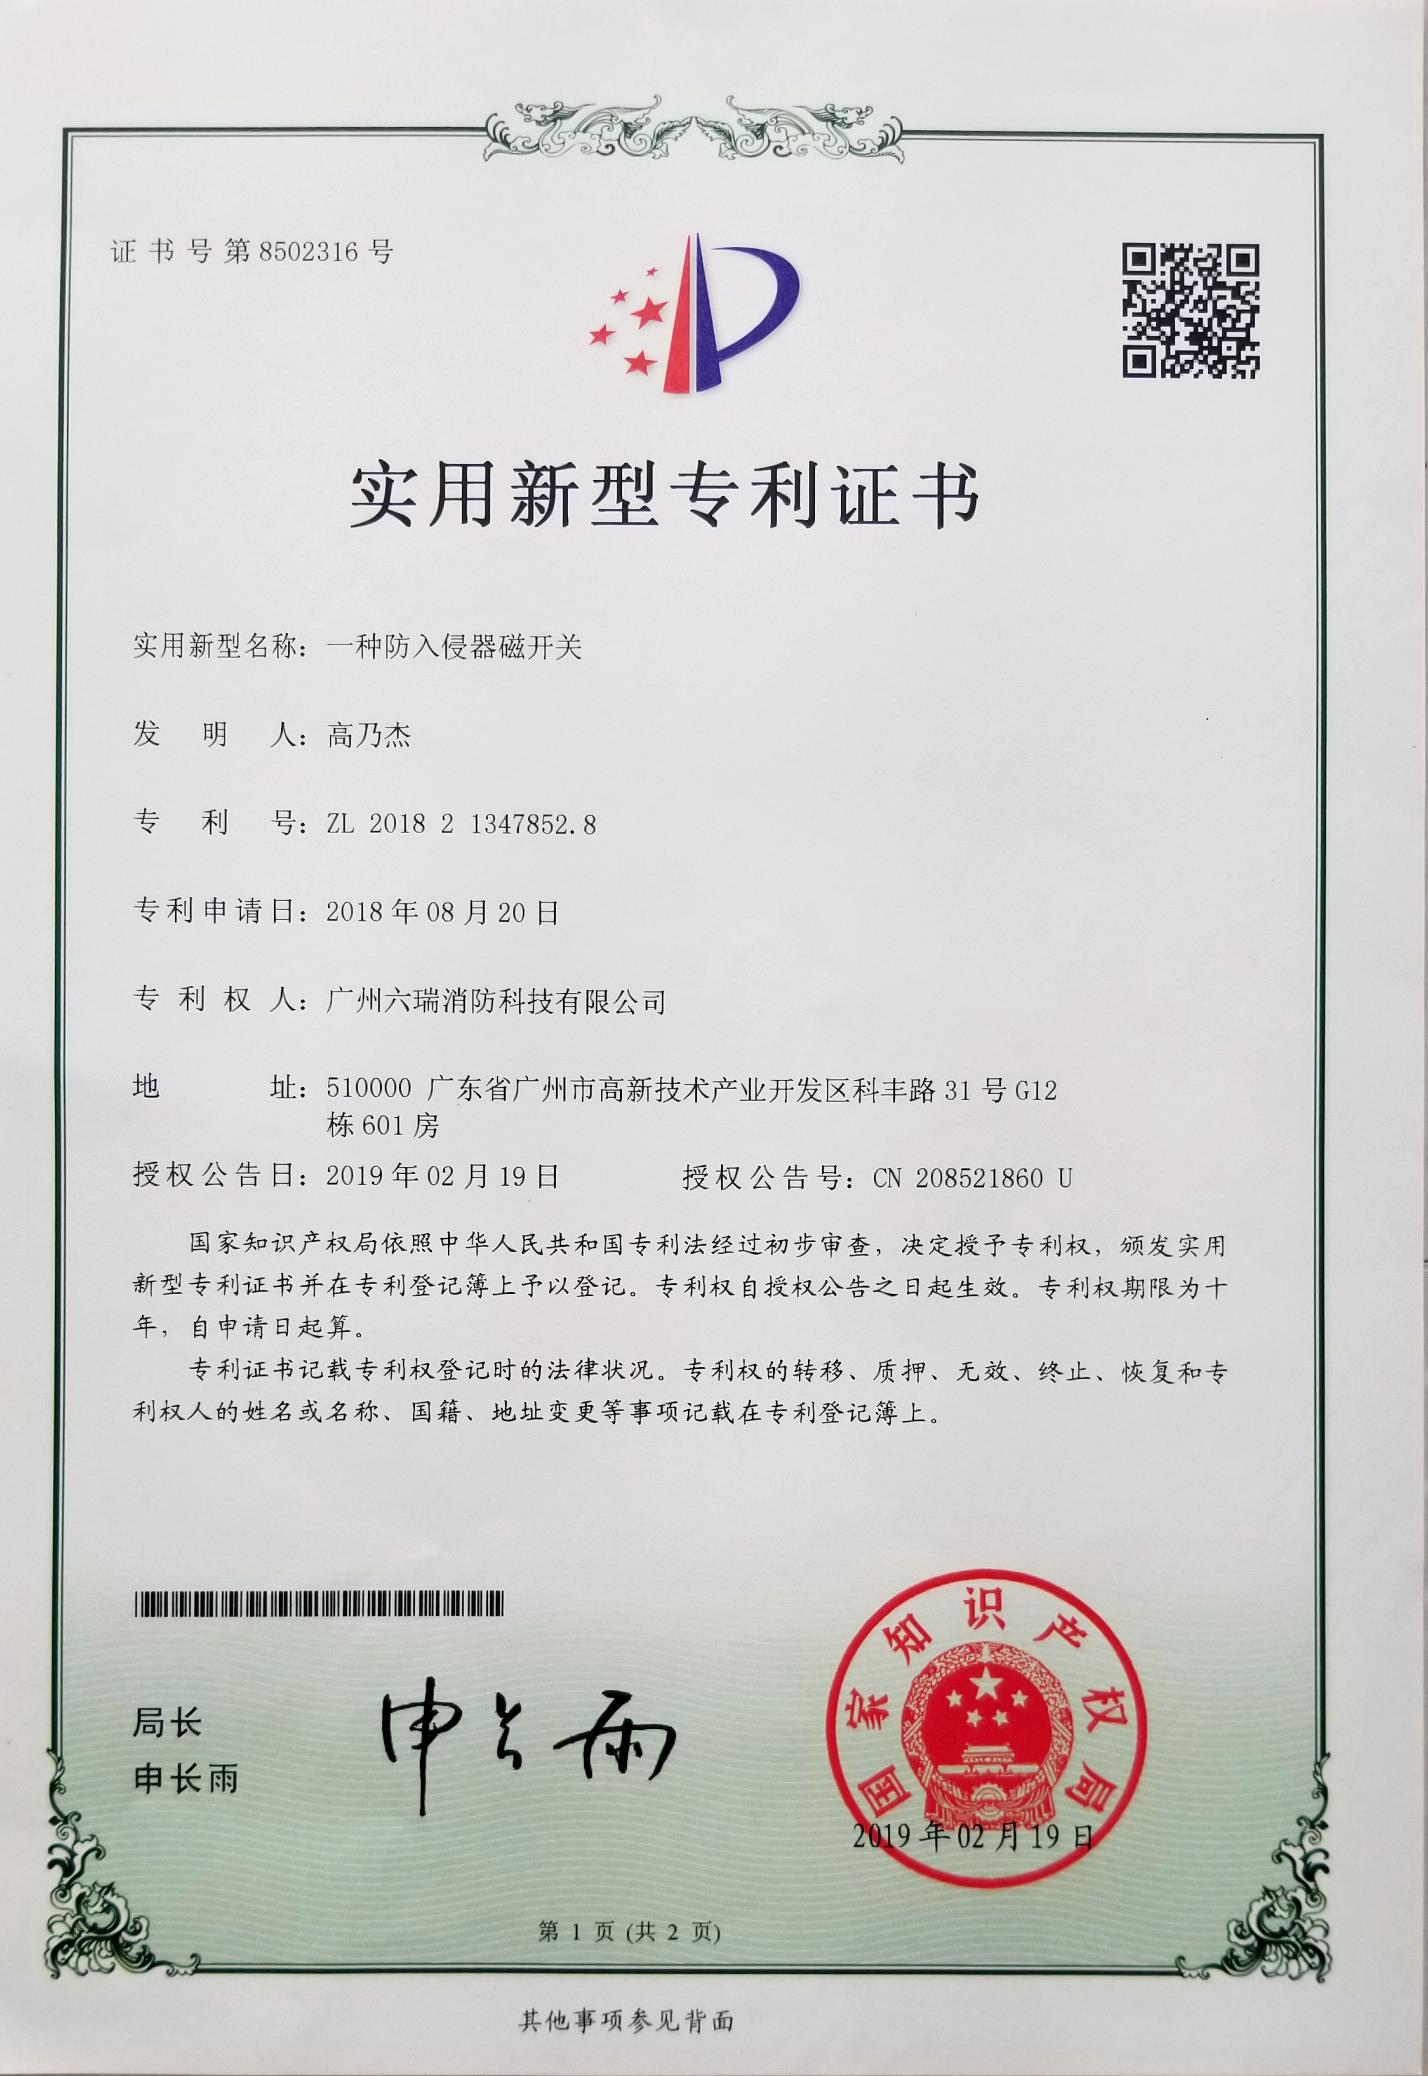 证书号第8502316号
实用新型专利证书
实用新型名称：一种防入侵器磁开关
发明人：高乃杰
专利号：ZL 2018 2 1347852.8
专利申请日：2018年08月20日
专利权人：广州六瑞消防科技有限公司
地址：510000 广东省广州市高新技术产业开发区科丰路31号G12
栋601房
授权公告日：2019年02月19日 授权公告号：CN 208521860 U
国家知识产权局依照中华人民共和国专利法经过初步审查，决定授予专利权，颁发实用
新型专利证书并在专利登记簿上予以登记。专利权自授权公告之日起生效。专利权期限为十
年，自申请日起算。
专利证书记载专利权登记时的法律状况。专利权的转移、质押、无效、终止、恢复和专
利权人的姓名或名称、国籍、地址变更等事项记载在专利登记簿上。
局长
申长雨
申长雨
国家知识产权局
2019年02月19日
第 1 页 (共 2 页)
其他事项参见背面